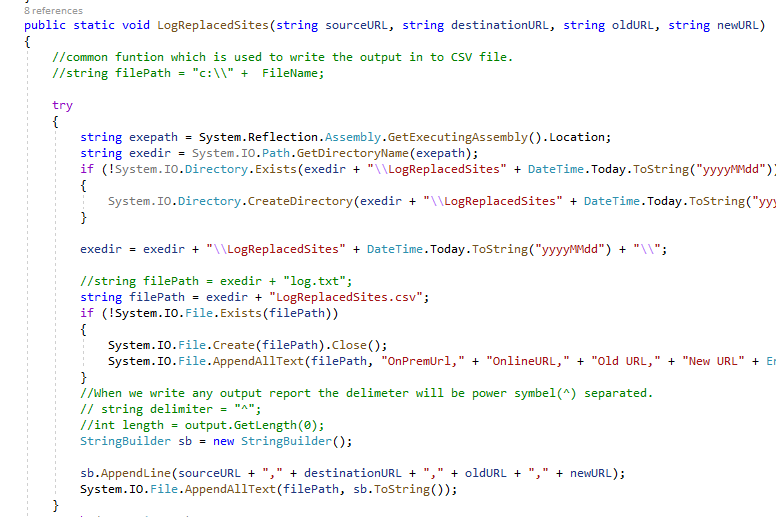 8 references
public static void LogReplacedSites(string sourceURL, string destinationURL, string oldURL, string newURL)
{
//common funtion which is used to write the output in to CSV file.
//string filePath = "c:\\" +  FileName;
try
{
string exepath = System.Reflection.Assembly.GetExecutingAssembly().Location;
string exedir = System.IO.Path.GetDirectoryName(exepath);
if (!System.IO.Directory.Exists(exedir + "\\LogReplacedSites" + DateTime.Today.ToString("yyyyMMdd"))
{
System.IO.Directory.CreateDirectory(exedir + "\\LogReplacedSites" + DateTime.Today.ToString("yyy
}
exedir = exedir + "\\LogReplacedSites" + DateTime.Today.ToString("yyyyMMdd") + "\\";
//string filePath = exedir + "log.txt";
string filePath = exedir + "LogReplacedSites.csv";
if (!System.IO.File.Exists(filePath))
{
System.IO.File.Create(filePath).Close();
System.IO.File.AppendAllText(filePath, "OnPremUrl," + "OnlineURL," + "Old URL," + "New URL" + E
}
//When we write any output report the delimeter will be power symbel(^) separated.
// string delimiter = "^";
//int length = output.GetLength(0);
StringBuilder sb = new StringBuilder();
sb.AppendLine(sourceURL + "," + destinationURL + "," + oldURL + "," + newURL);
System.IO.File.AppendAllText(filePath, sb.ToString());
}